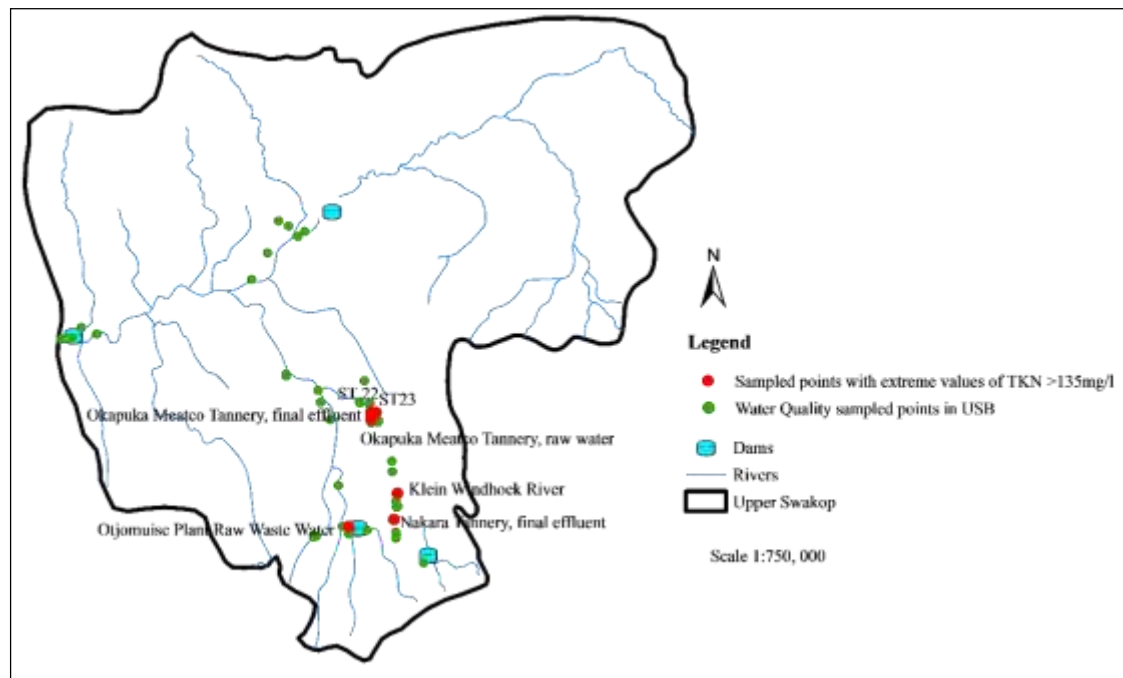 N
Legend
Sampled points with extreme values of TKN >135mg/l
Water Quality sampled points in USB
Dams
Rivers
Upper Swakop
Scale 1:750, 000
ST 22
ST23
Okapuka Meatco Tannery, final effluent
Okapuka Meatco Tannery, raw water
Klein Windhoek River
Nakara Tannery, final effluent
Otjomuise Plant Raw Waste Water